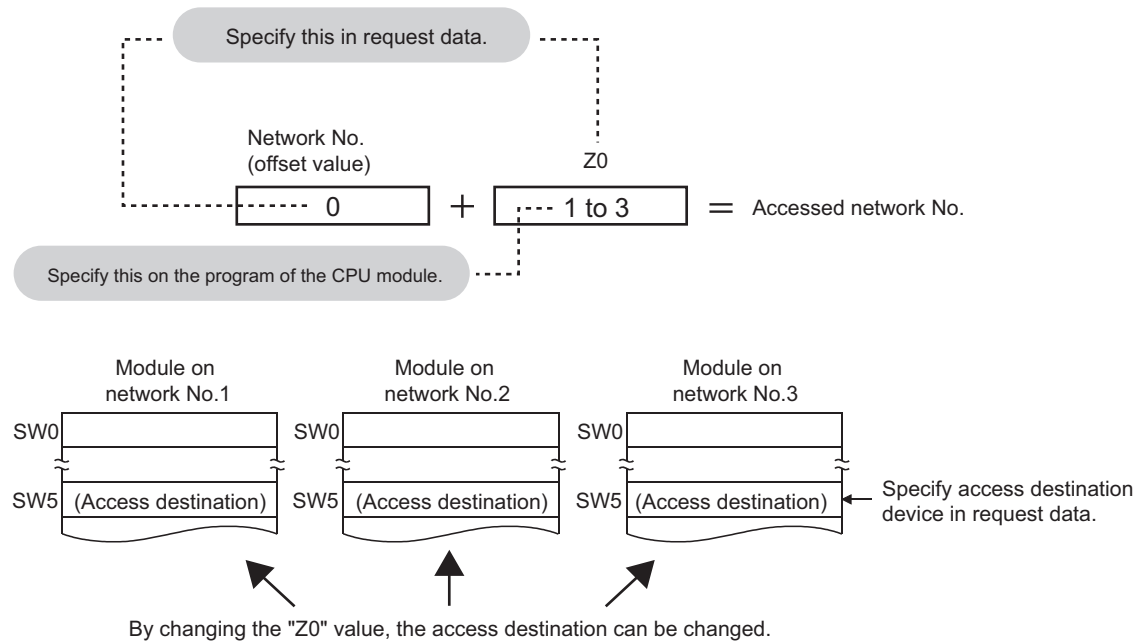 Specify this in request data.
Network No.
(offset value)
Z0
0 + 1 to 3 = Accessed network No.
Specify this on the program of the CPU module.
Module on
network No.1
Module on
network No.2
Module on
network No.3
SW0 SW0 SW0
SW5 (Access destination) SW5 (Access destination) SW5 (Access destination)
Specify access destination
device in request data.
By changing the "Z0" value, the access destination can be changed.